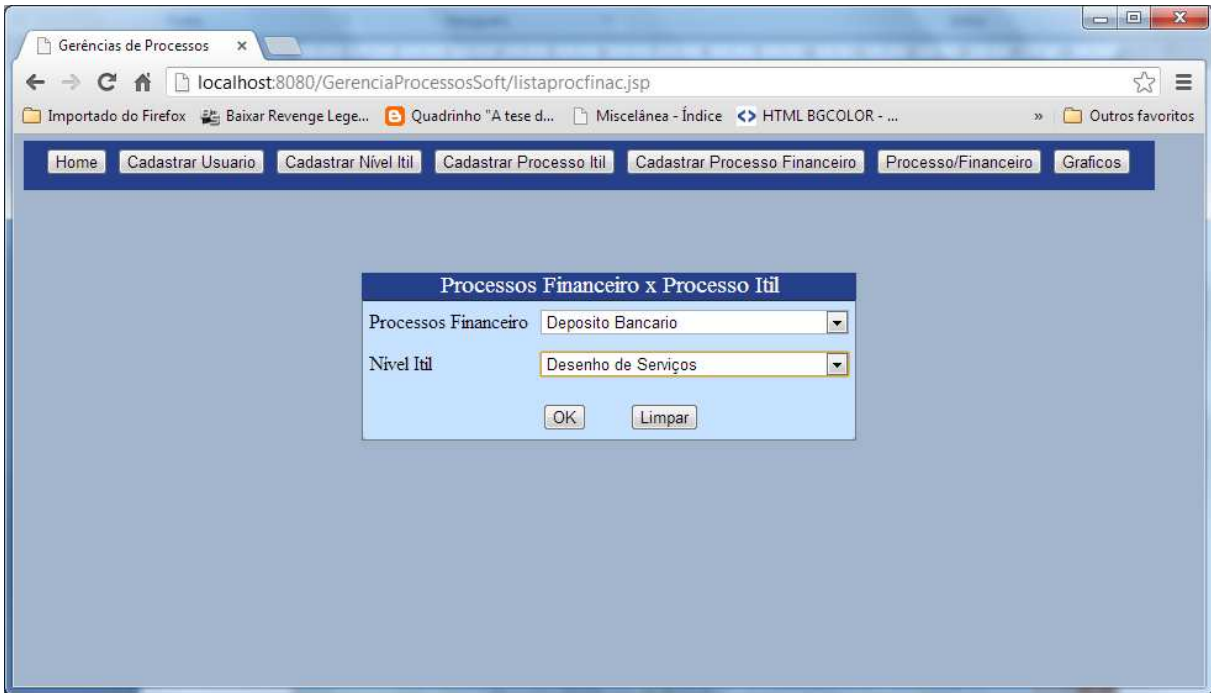 Gerências de Processos
localhost:8080/GerenciaProcessosSoft/listaprocfinac.jsp
Importado do Firefox Baixar Revenge Lege... Quadrinho "A tese d... Miscelânea - Índice HTML BGCOLOR - ... » Outros favoritos
Home Cadastrar Usuario Cadastrar Nível Itil Cadastrar Processo Itil Cadastrar Processo Financeiro Processo/Financeiro Graficos
Processos Financeiro x Processo Itil
Processos Financeiro Deposito Bancario
Nivel Itil Desenho de Serviços
OK Limpar